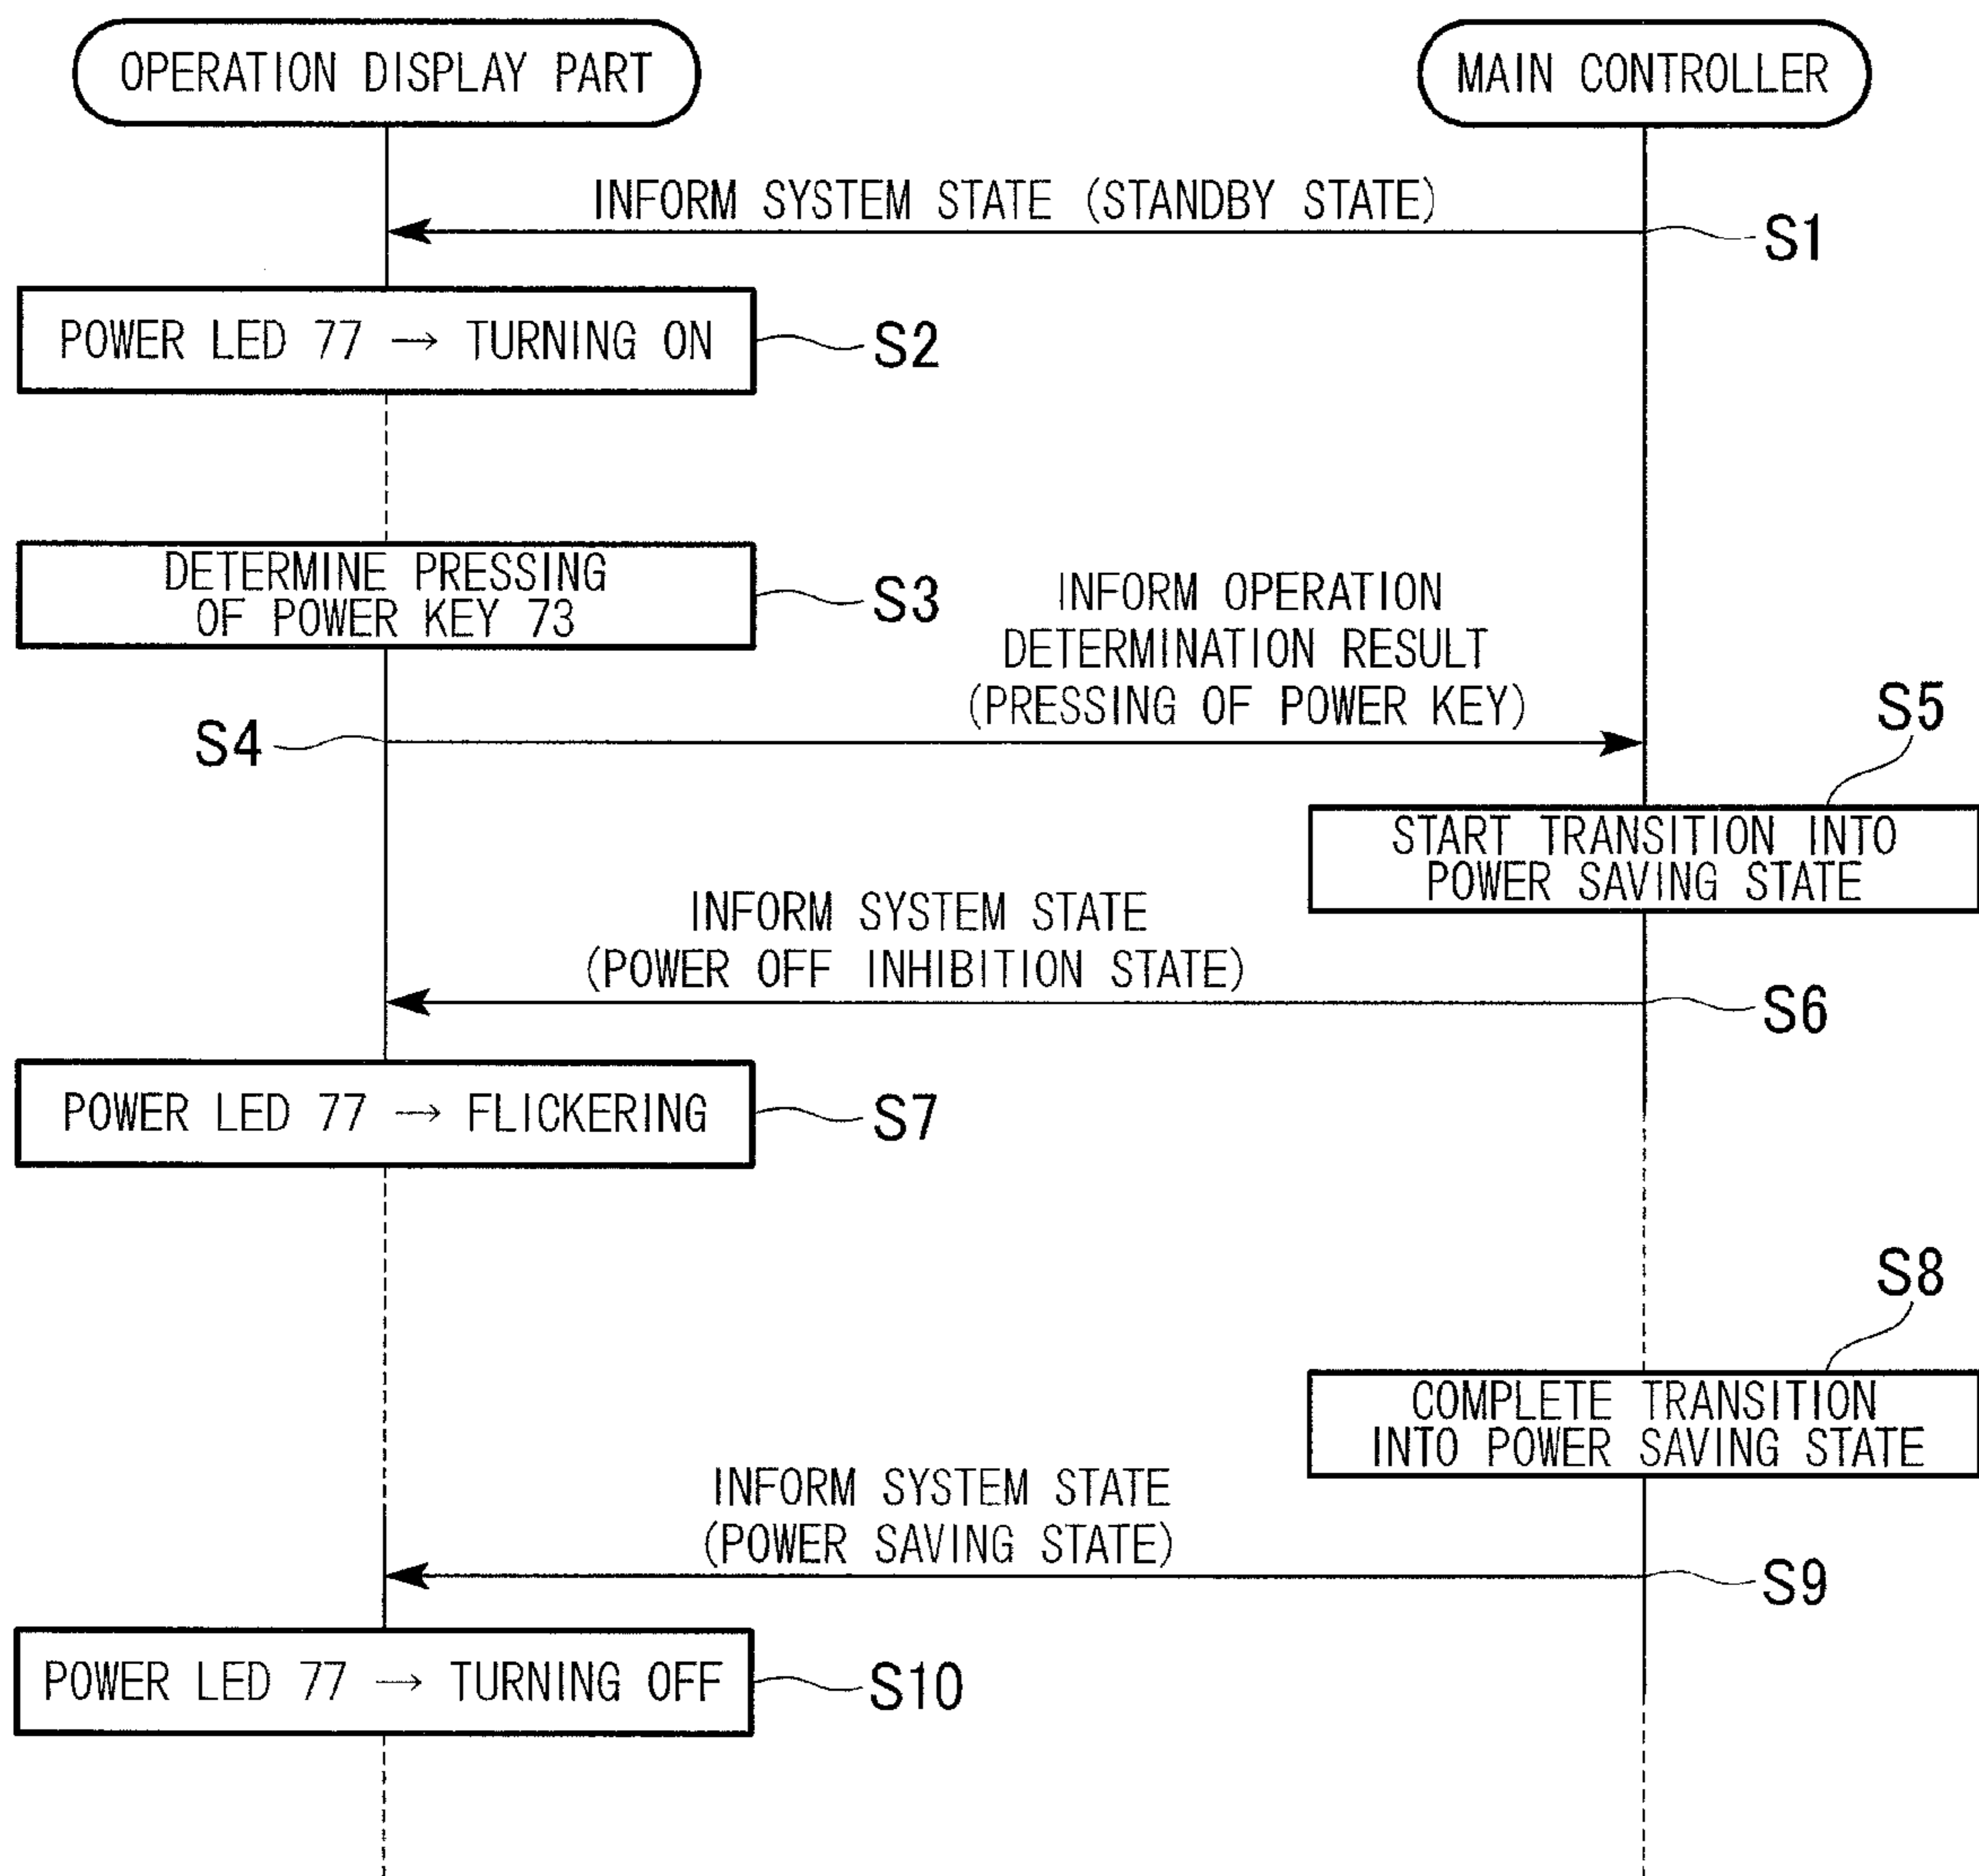 OPERATION DISPLAY PART
MAIN CONTROLLER
INFORM SYSTEM STATE (STANDBY STATE)
S1
POWER LED 77 → TURNING ON
S2
DETERMINE PRESSING
OF POWER KEY 73
S3
INFORM OPERATION
DETERMINATION RESULT
(PRESSING OF POWER KEY)
S4
S5
START TRANSITION INTO
POWER SAVING STATE
INFORM SYSTEM STATE
(POWER OFF INHIBITION STATE)
S6
POWER LED 77 → FLICKERING
S7
S8
COMPLETE TRANSITION
INTO POWER SAVING STATE
INFORM SYSTEM STATE
(POWER SAVING STATE)
S9
POWER LED 77 → TURNING OFF
S10